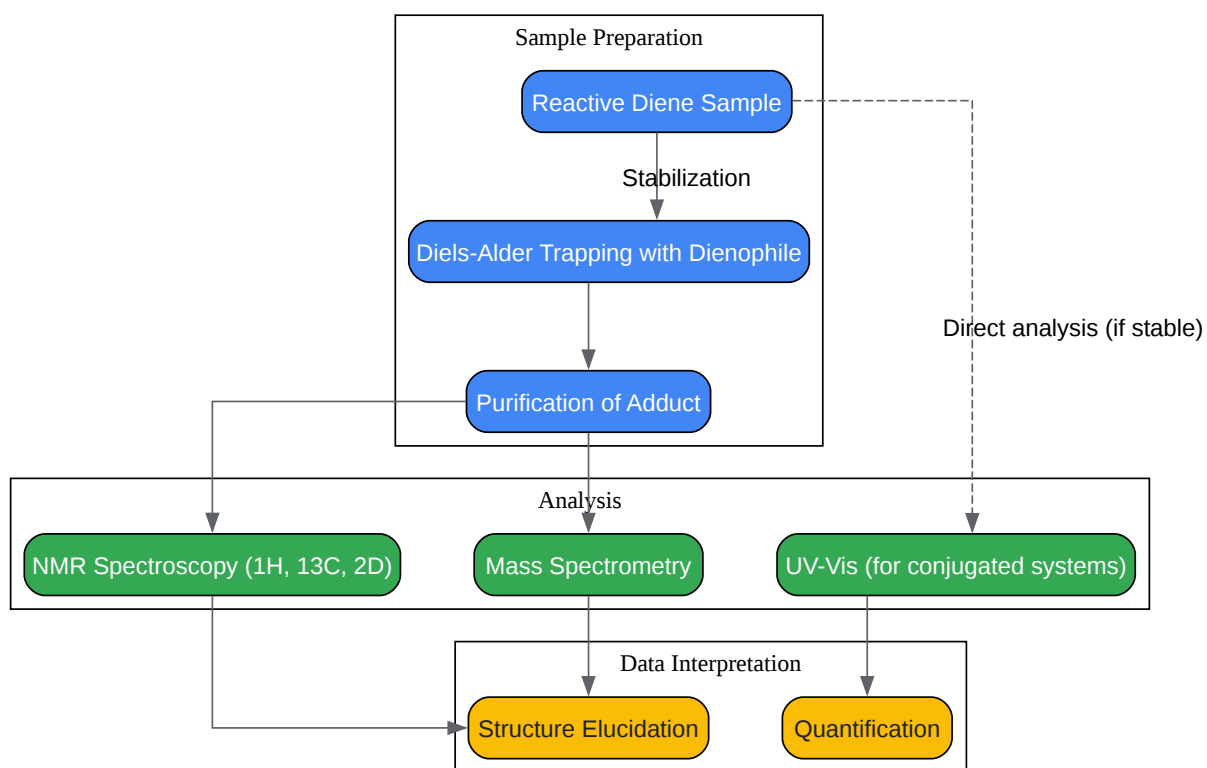 Sample Preparation
Reactive Diene Sample
Stabilization
Diels-Alder Trapping with Dienophile
Direct analysis (if stable)
Purification of Adduct
Analysis
NMR Spectroscopy (1H, 13C, 2D)
Mass Spectrometry
UV-Vis (for conjugated systems)
Data Interpretation
Structure Elucidation
Quantification